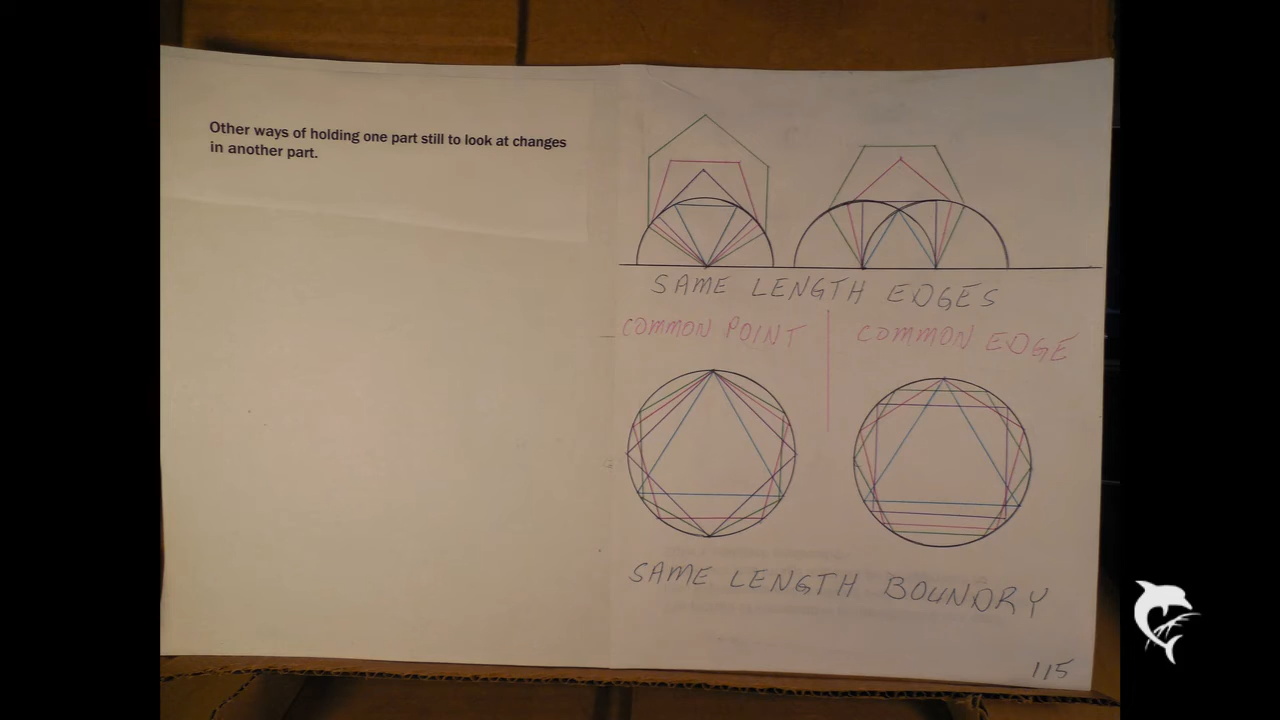 Other ways of holding one part still to look at changes
in another part.
SAME LENGTH EDGES
COMMON POINT
COMMON EDGE
SAME LENGTH BOUNDRY
115